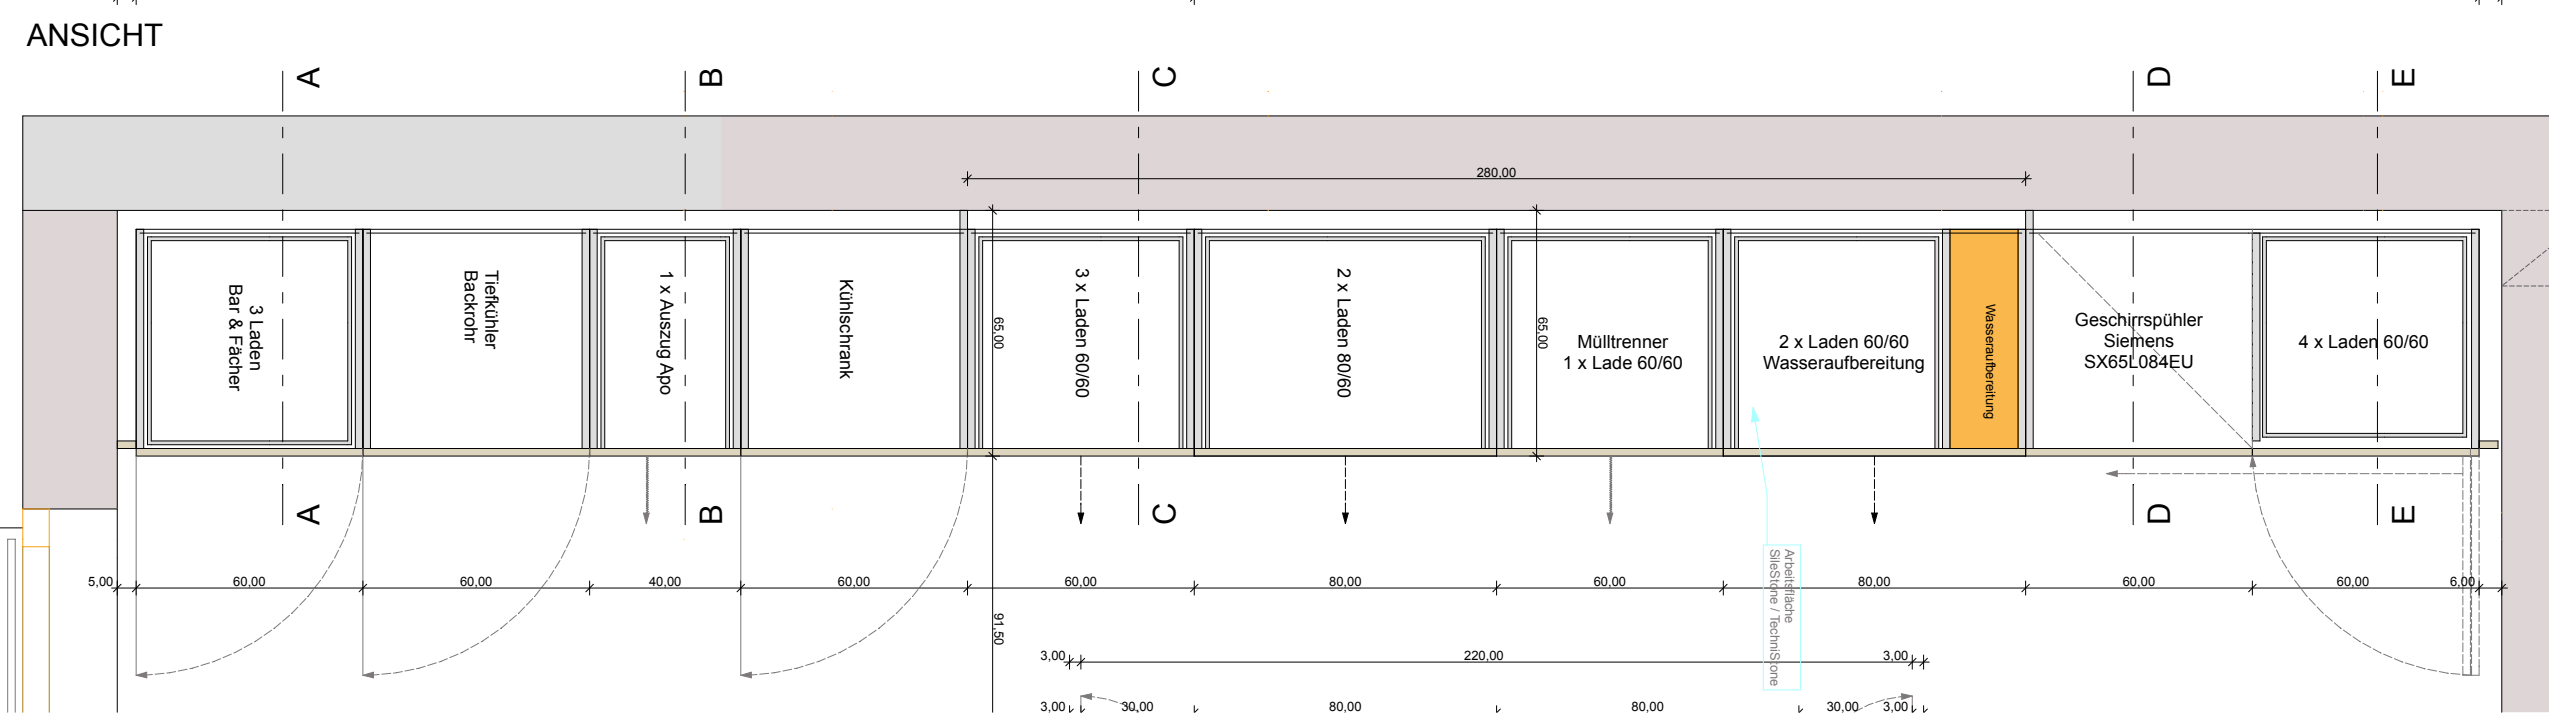 ANSICHT
A
B
C
D
E
280,00
3 Laden
Bar & Fächer
Tiefkühler
Backrohr
1 x Auszug Apo
Kühlschrank
65,00
3 x Laden 60/60
2 x Laden 80/60
65,00
Mülltrenner
1 x Lade 60/60
2 x Laden 60/60
Wasseraufbereitung
Wasseraufbereitung
Geschirrspühler
Siemens
SX65L084EU
4 x Laden 60/60
A
B
C
D
E
Arbeitsfläche
SileStone / TechniStone
5,00
60,00
60,00
40,00
60,00
60,00
80,00
60,00
80,00
60,00
60,00
6,00
91,50
3,00
220,00
3,00
3,00
30,00
80,00
80,00
30,00
3,00